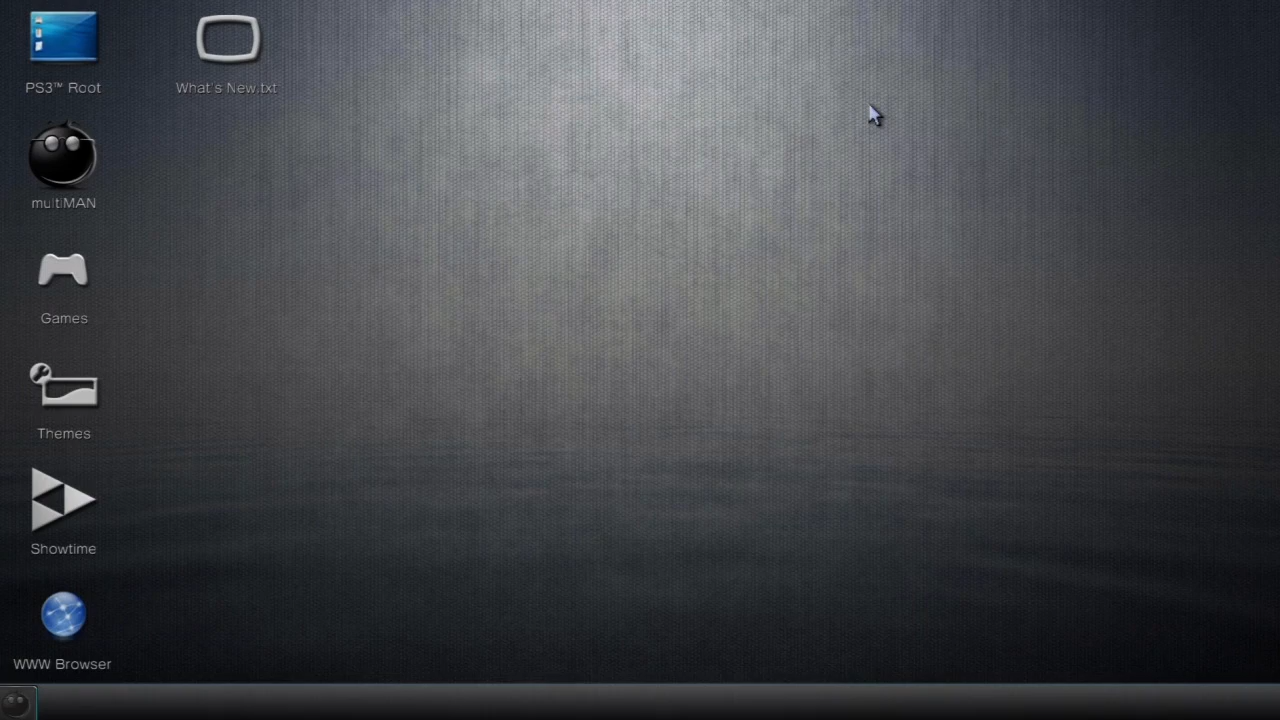 PS3™ Root
What's New.txt
multiMAN
Games
Themes
Showtime
WWW Browser